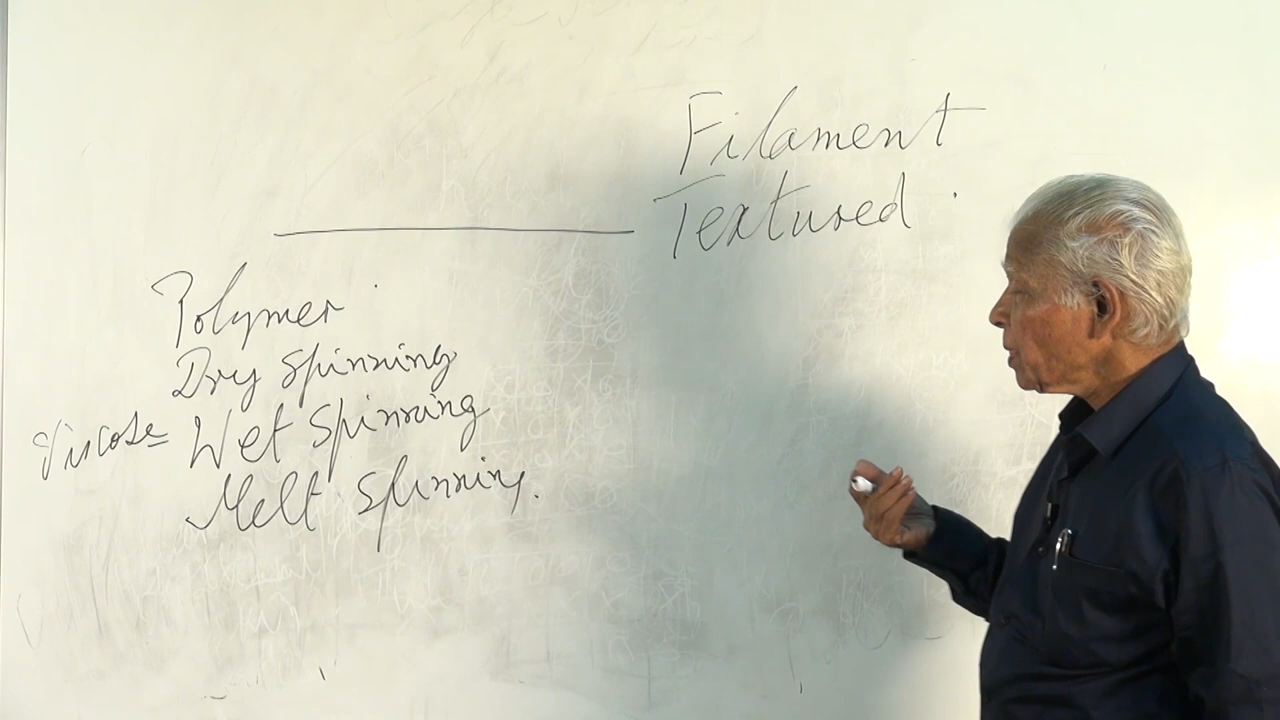 Filament
Textured
Polymer
Dry Spinning
Viscose Wet Spinning
Melt Spinning.